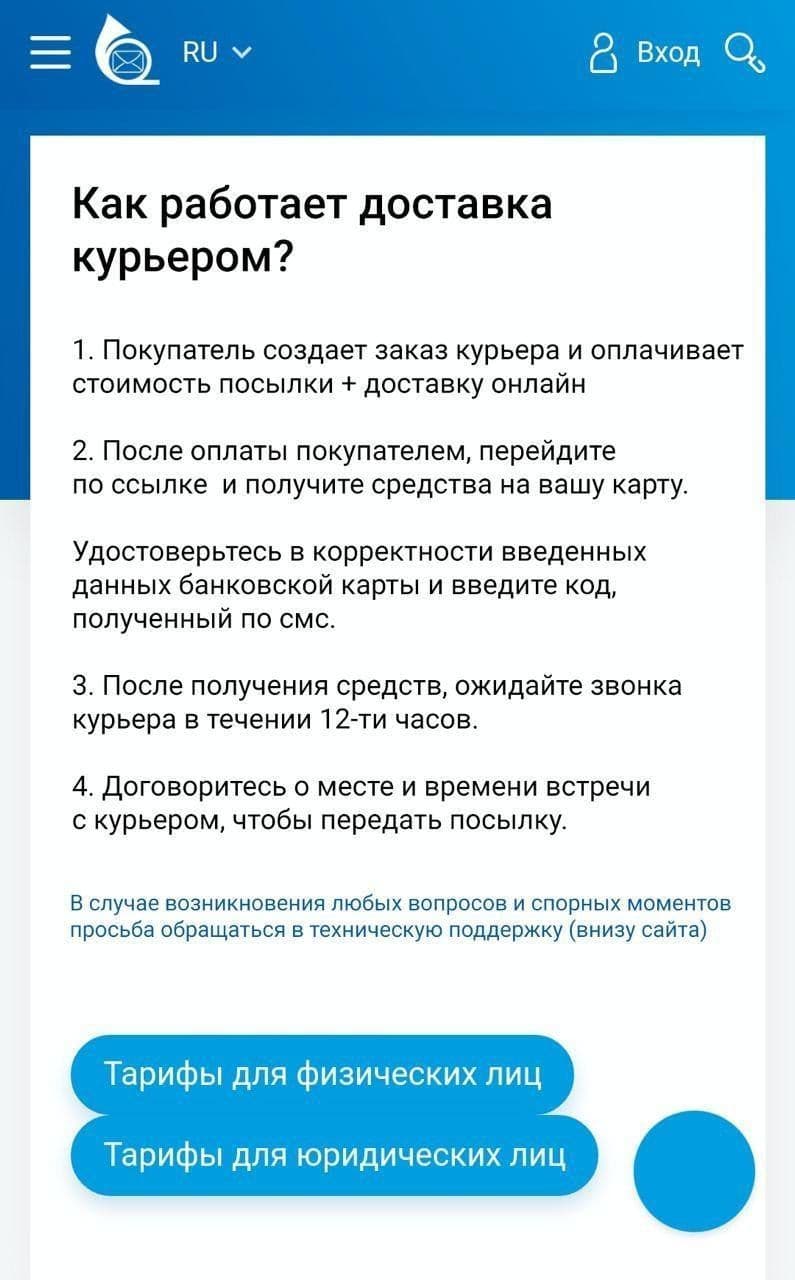 RU
Вход
Как работает доставка
курьером?
1. Покупатель создает заказ курьера и оплачивает
стоимость посылки + доставку онлайн
2. После оплаты покупателем, перейдите
по ссылке  и получите средства на вашу карту.
Удостоверьтесь в корректности введенных
данных банковской карты и введите код,
полученный по смс.
3. После получения средств, ожидайте звонка
курьера в течении 12-ти часов.
4. Договоритесь о месте и времени встречи
с курьером, чтобы передать посылку.
В случае возникновения любых вопросов и спорных моментов
просьба обращаться в техническую поддержку (внизу сайта)
Тарифы для физических лиц
Тарифы для юридических лиц